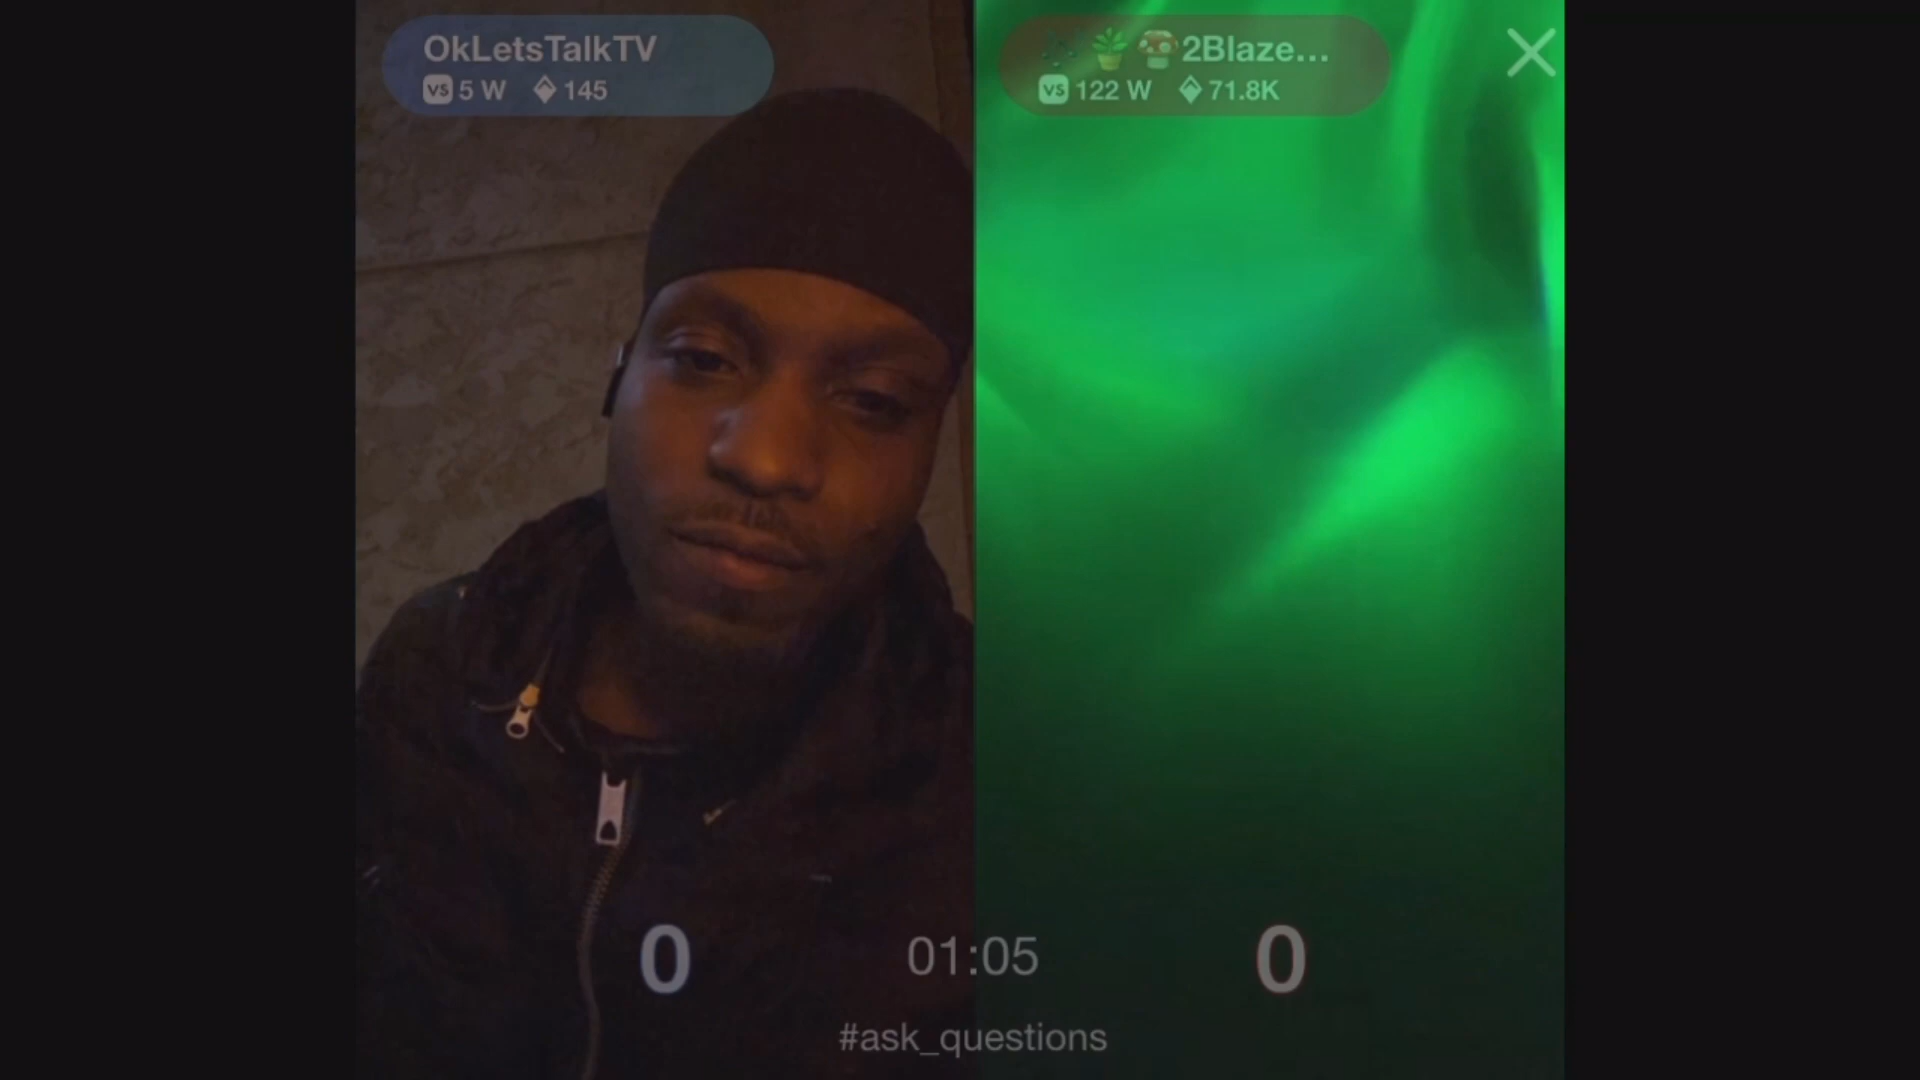 OkLetsTalkTV
VS 5 W 145
2Blaze...
VS 122 W 71.8K
0
01:05
0
#ask_questions